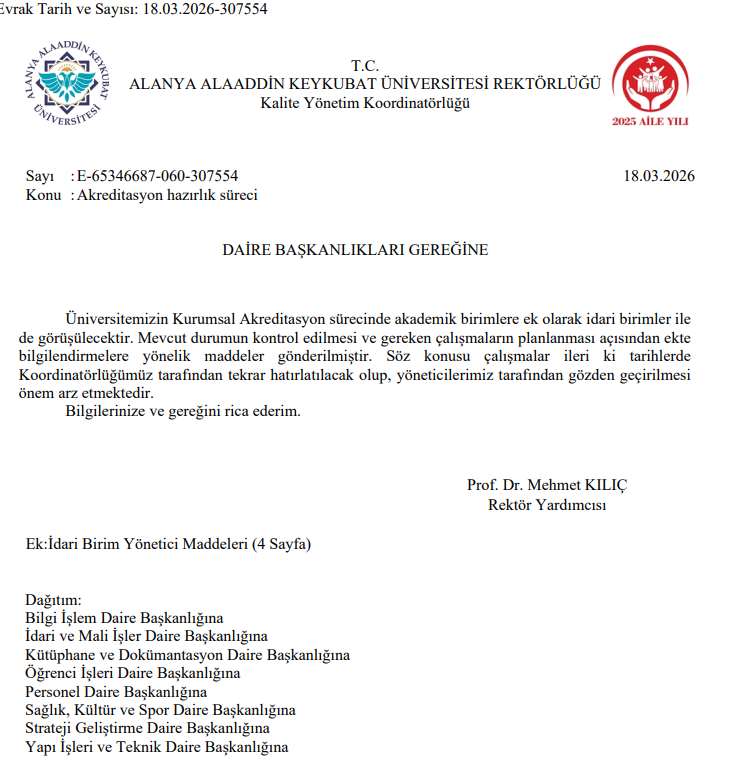 Evrak Tarih ve Sayısı: 18.03.2026-307554
ALANYA ALAADDİN KEYKUBAT
ÜNİVERSİTESİ
T.C.
ALANYA ALAADDİN KEYKUBAT ÜNİVERSİTESİ REKTÖRLÜĞÜ
Kalite Yönetim Koordinatörlüğü
2025 AİLE YILI
Sayı : E-65346687-060-307554 18.03.2026
Konu : Akreditasyon hazırlık süreci
DAİRE BAŞKANLIKLARI GEREĞİNE
Üniversitemizin Kurumsal Akreditasyon sürecinde akademik birimlere ek olarak idari birimler ile
de görüşülecektir. Mevcut durumun kontrol edilmesi ve gereken çalışmaların planlanması açısından ekte
bilgilendirmelere yönelik maddeler gönderilmiştir. Söz konusu çalışmalar ileri ki tarihlerde
Koordinatörlüğümüz tarafından tekrar hatırlatılacak olup, yöneticilerimiz tarafından gözden geçirilmesi
önem arz etmektedir.
Bilgilerinize ve gereğini rica ederim.
Prof. Dr. Mehmet KILIÇ
Rektör Yardımcısı
Ek:İdari Birim Yönetici Maddeleri (4 Sayfa)
Dağıtım:
Bilgi İşlem Daire Başkanlığına
İdari ve Mali İşler Daire Başkanlığına
Kütüphane ve Dokümantasyon Daire Başkanlığına
Öğrenci İşleri Daire Başkanlığına
Personel Daire Başkanlığına
Sağlık, Kültür ve Spor Daire Başkanlığına
Strateji Geliştirme Daire Başkanlığına
Yapı İşleri ve Teknik Daire Başkanlığına